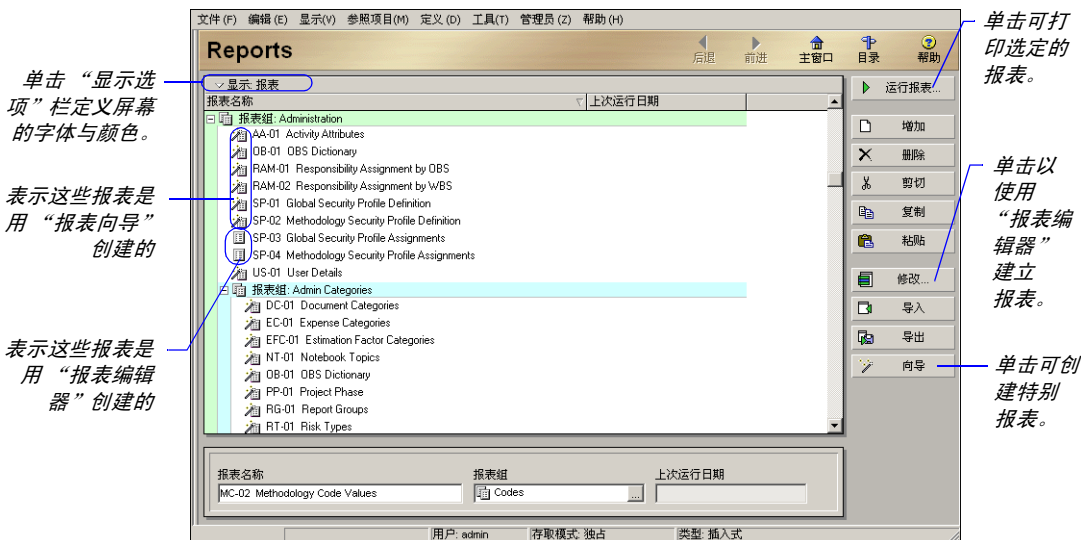 文件(F) 编辑(E) 显示(V) 参照项目(M) 定义(D) 工具(T) 管理员(Z) 帮助(H)
Reports
后退
前进
主窗口
目录
帮助
显示: 报表
报表名称
上次运行日期
报表组: Administration
AA-01 Activity Attributes
OB-01 OBS Dictionary
RAM-01 Responsibility Assignment by OBS
RAM-02 Responsibility Assignment by WBS
SP-01 Global Security Profile Definition
SP-02 Methodology Security Profile Definition
SP-03 Global Security Profile Assignments
SP-04 Methodology Security Profile Assignments
US-01 User Details
报表组: Admin Categories
DC-01 Document Categories
EC-01 Expense Categories
EFC-01 Estimation Factor Categories
NT-01 Notebook Topics
OB-01 OBS Dictionary
PP-01 Project Phase
RG-01 Report Groups
RT-01 Risk Types
运行报表...
增加
删除
剪切
复制
粘贴
修改...
导入
导出
向导
报表名称
报表组
上次运行日期
MC-02 Methodology Code Values
Codes
...
用户: admin
存取模式: 独占
类型: 插入式
单击“显示选
项”栏定义屏幕
的字体与颜色。
表示这些报表是
用“报表向导”
创建的
表示这些报表是
用“报表编辑
器”创建的
单击可打
印选定的
报表。
单击以
使用
“报表编
辑器”
建立
报表。
单击可创
建特别
报表。